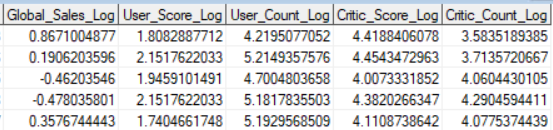 Global_Sales_Log User_Score_Log User_Count_Log Critic_Score_Log Critic_Count_Log
0.8671004877 1.8082887712 4.2195077052 4.4188406078 3.5835189385
0.1906203596 2.1517622033 5.2149357576 4.4543472963 3.7135720667
-0.46203546 1.9459101491 4.7004803658 4.0073331852 4.0604430105
-0.478035801 2.1517622033 5.1817835503 4.3820266347 4.2904594411
0.3576744443 1.7404661748 5.1929568509 4.1108738642 4.0775374439